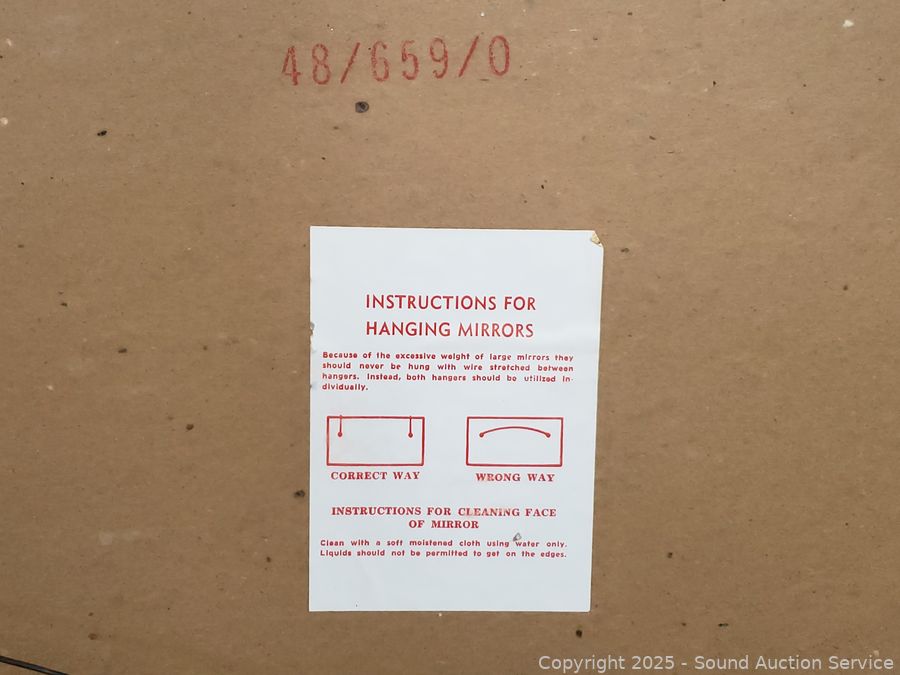 48/659/0
INSTRUCTIONS FOR
HANGING MIRRORS
Because of the excessive weight of large mirrors they
should never be hung with wire stretched between
hangers. Instead, both hangers should be utilized in-
dividually.
CORRECT WAY
WRONG WAY
INSTRUCTIONS FOR CLEANING FACE
OF MIRROR
Clean with a soft moistened cloth using water only.
Liquids should not be permitted to get on the edges.
Copyright 2025 - Sound Auction Service